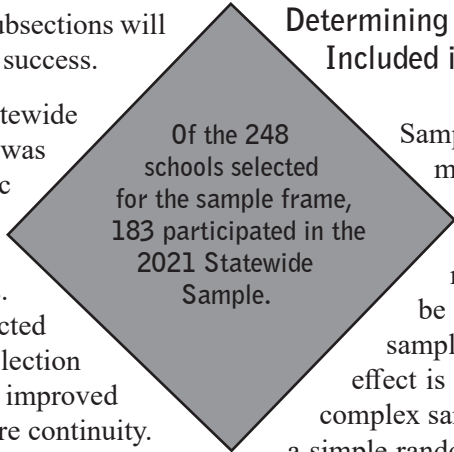 ubsections will
success.
tewide
was
c
.
cted
lection
improved
re continuity.
Of the 248
schools selected
for the sample frame,
183 participated in the
2021 Statewide
Sample.
Determining
Included i
Samp
m
be
sampl
effect is
complex sa
a simple rando